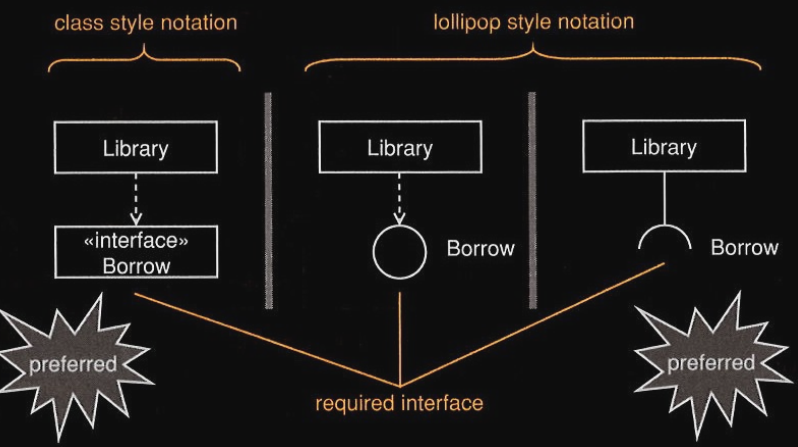 class style notation
lollipop style notation
Library
Library
Library
«interface»
Borrow
Borrow
Borrow
preferred
preferred
required interface